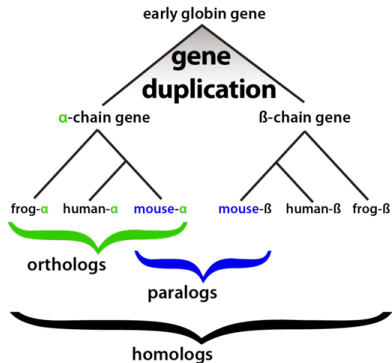 early globin gene
gene
duplication
α-chain gene ß-chain gene
frog-α human-α mouse-α mouse-ß human-ß frog-ß
orthologs
paralogs
homologs